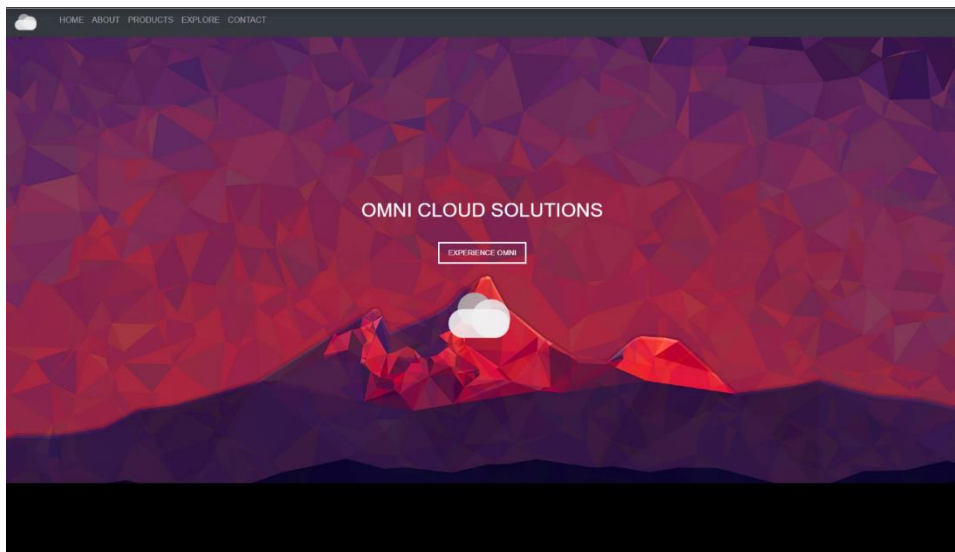 HOME ABOUT PRODUCTS EXPLORE CONTACT
OMNI CLOUD SOLUTIONS
EXPERIENCE OMNI